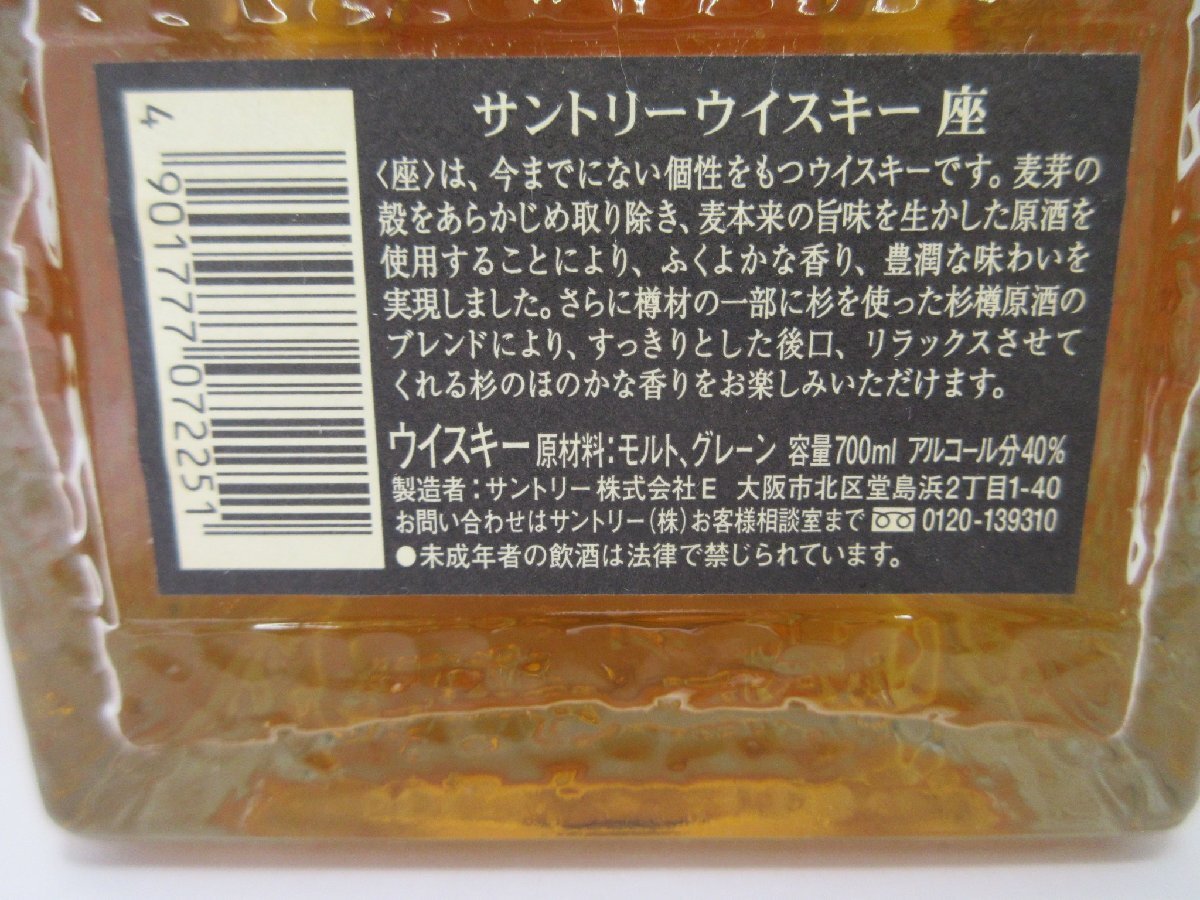 サントリーウイスキー 座
〈座〉は、今までにない個性をもつウイスキーです。麦芽の
殻をあらかじめ取り除き、麦本来の旨味を生かした原酒を
使用することにより、ふくよかな香り、豊潤な味わいを
実現しました。さらに樽材の一部に杉を使った杉樽原酒の
ブレンドにより、すっきりとした後口、リラックスさせて
くれる杉のほのかな香りをお楽しみいただけます。
ウイスキー 原材料:モルト、グレーン 容量700ml アルコール分40%
製造者:サントリー株式会社E 大阪市北区堂島浜2丁目1-40
お問い合わせはサントリー(株)お客様相談室まで 0120-139310
●未成年者の飲酒は法律で禁じられています。
4 901777 072251